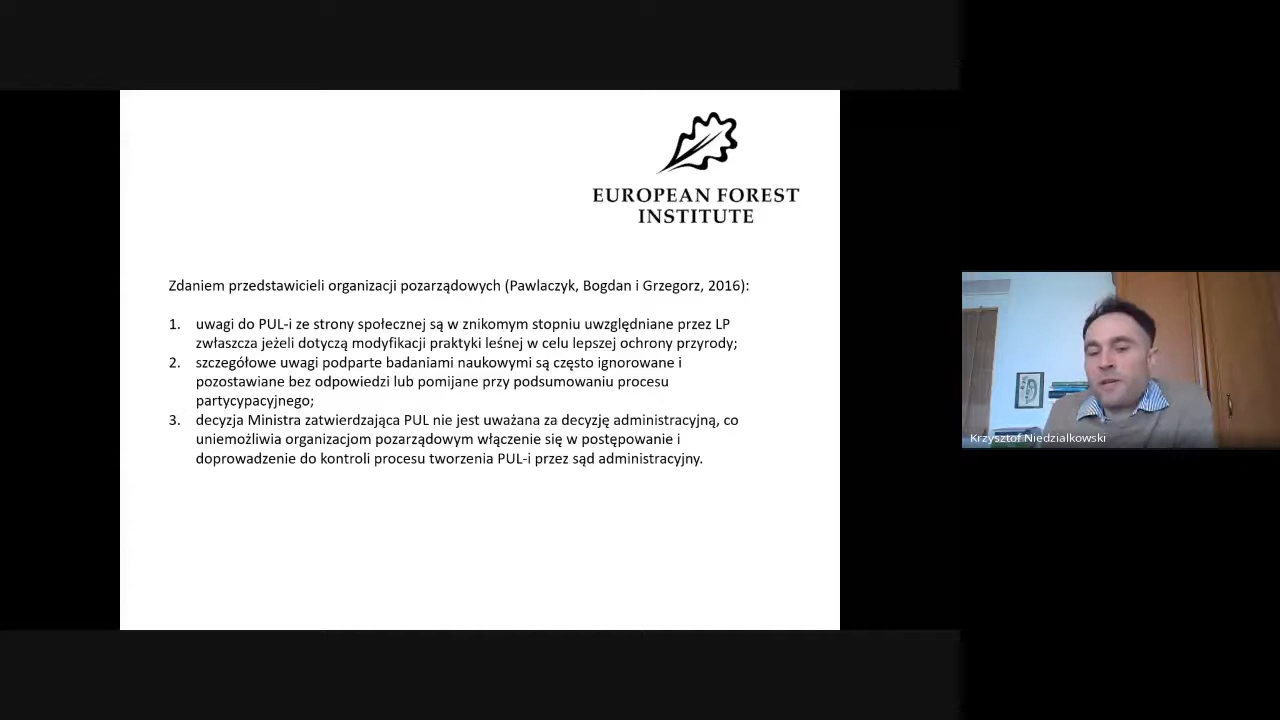 EUROPEAN FOREST
INSTITUTE
Zdaniem przedstawicieli organizacji pozarządowych (Pawlaczyk, Bogdan i Grzegorz, 2016):
1. uwagi do PUL-i ze strony społecznej są w znikomym stopniu uwzględniane przez LP
zwłaszcza jeżeli dotyczą modyfikacji praktyki leśnej w celu lepszej ochrony przyrody;
2. szczegółowe uwagi podparte badaniami naukowymi są często ignorowane i
pozostawiane bez odpowiedzi lub pomijane przy podsumowaniu procesu
partycypacyjnego;
3. decyzja Ministra zatwierdzająca PUL nie jest uważana za decyzję administracyjną, co
uniemożliwia organizacjom pozarządowym włączenie się w postępowanie i
doprowadzenie do kontroli procesu tworzenia PUL-i przez sąd administracyjny.
Krzysztof Niedzialkowski